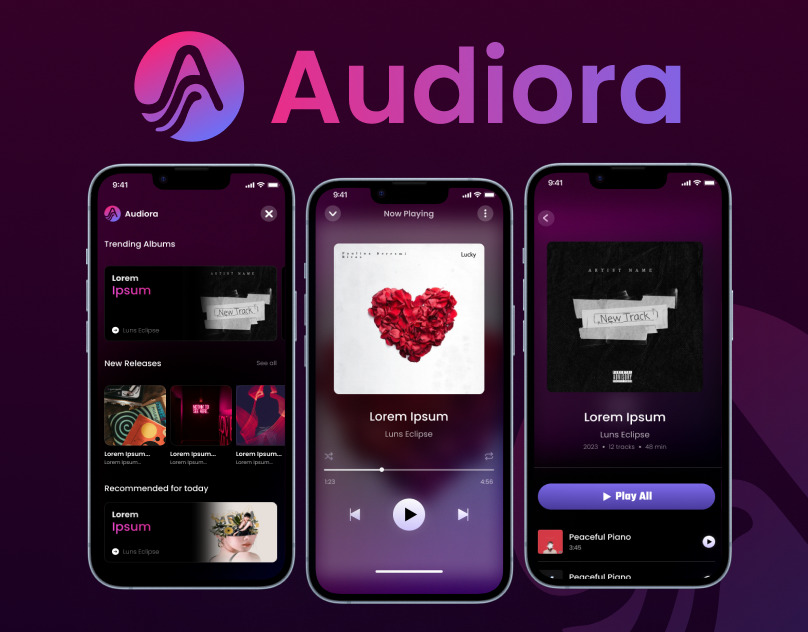 Audiora
9:41
Audiora
Trending Albums
Lorem
Ipsum
ARTIST NAME
New Track
Luns Eclipse
New Releases
See all
Lorem Ipsum...
Lorem Ipsum...
Lorem Ipsum...
Lorem Ipsum...
Lorem Ipsum...
Lorem Ipsum...
Recommended for today
Lorem
Ipsum
Luns Eclipse
9:41
Now Playing
Lucky
Lorem Ipsum
Luns Eclipse
1:23
4:56
9:41
ARTIST NAME
New Track
PARENTAL
ADVISORY
Lorem Ipsum
Luns Eclipse
2023 • 12 tracks • 48 min
Play All
Peaceful Piano
3:45
Peaceful Piano